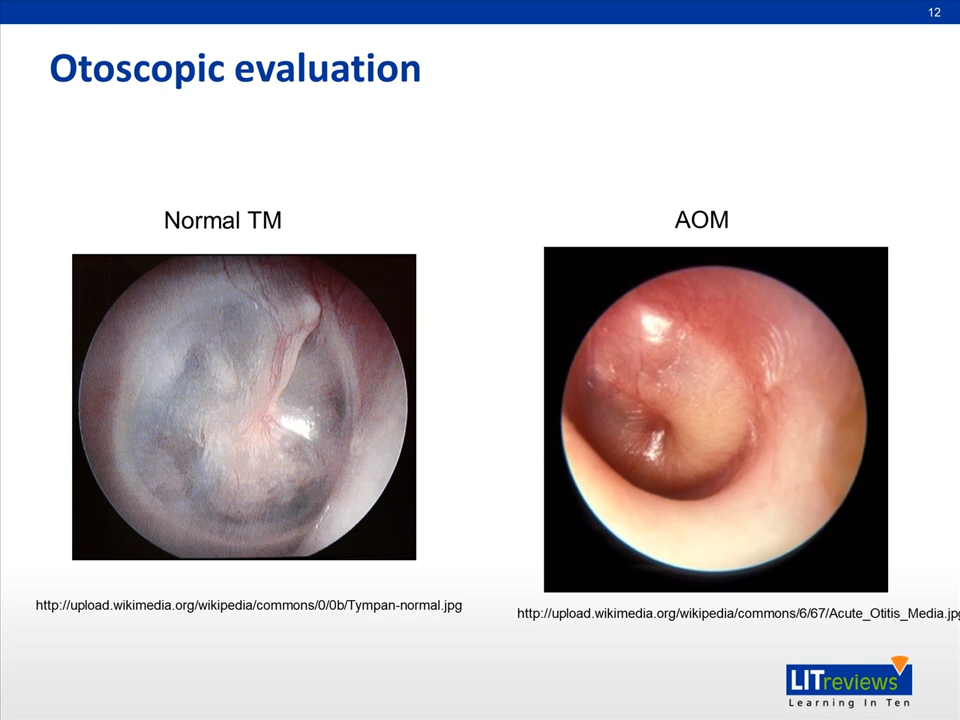 12
Otoscopic evaluation
Normal TM
AOM
http://upload.wikimedia.org/wikipedia/commons/0/0b/Tympan-normal.jpg
http://upload.wikimedia.org/wikipedia/commons/6/67/Acute_Otitis_Media.jpg
LITreviews
Learning In Ten